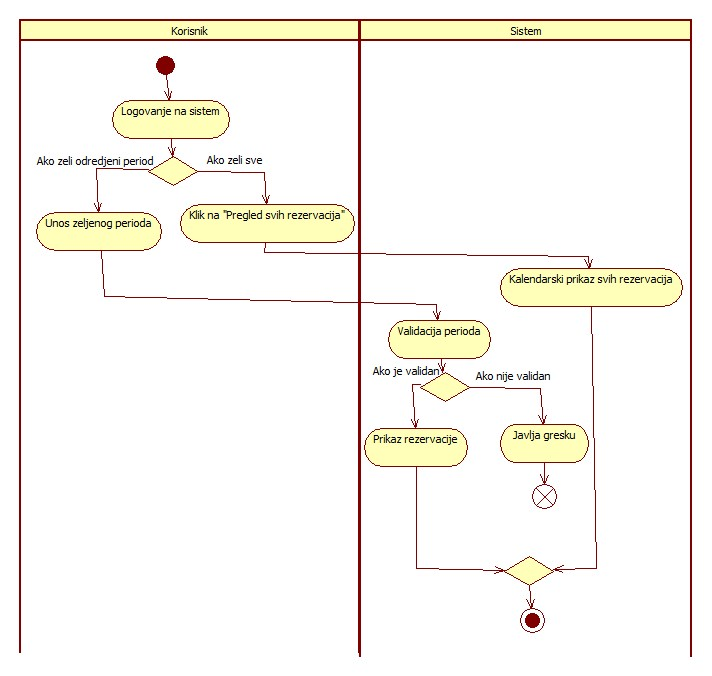 Korisnik
Sistem
Logovanje na sistem
Ako zeli odredjeni period
Ako zeli sve
Unos zeljenog perioda
Klik na "Pregled svih rezervacija"
Kalendarski prikaz svih rezervacija
Validacija perioda
Ako je validan
Ako nije validan
Prikaz rezervacije
Javlja gresku